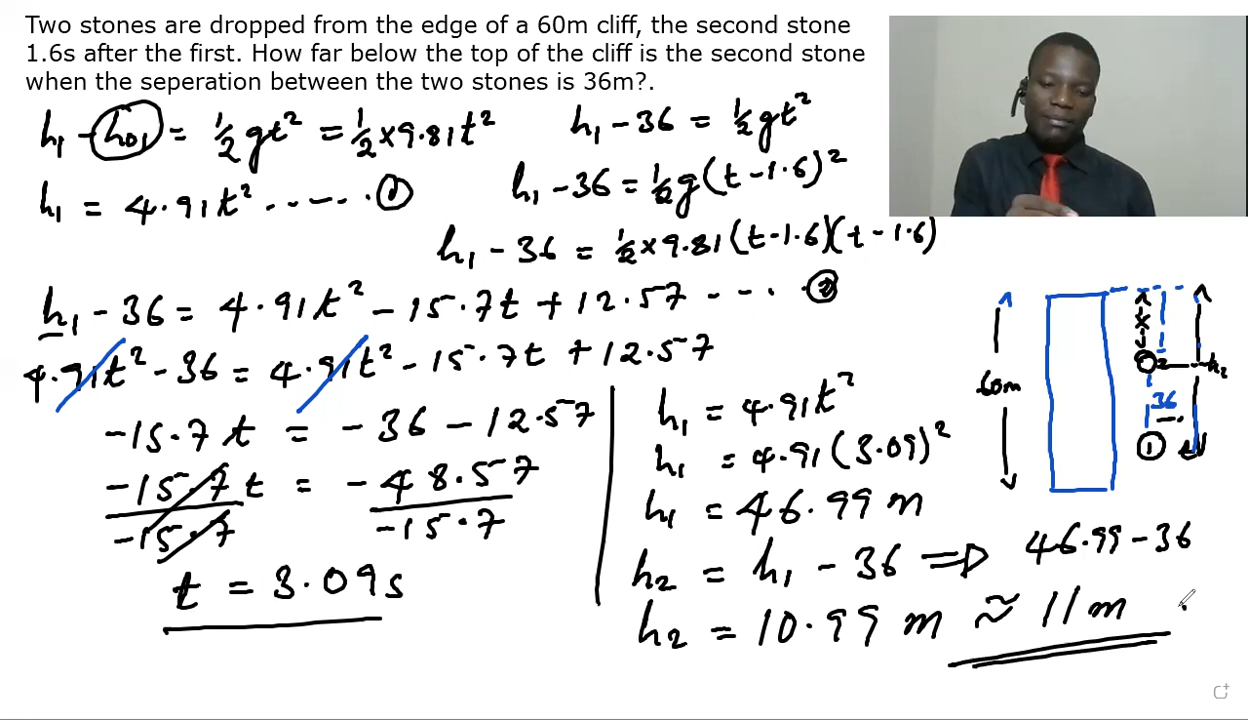 Two stones are dropped from the edge of a 60m cliff, the second stone
1.6s after the first. How far below the top of the cliff is the second stone
when the seperation between the two stones is 36m?.
h₁ - h₀₁ = ½gt² = ½×9.81t²
h₁ = 4.91t² ------ ①
h₁ - 36 = ½gt²
h₁ - 36 = ½g(t-1.6)²
h₁ - 36 = ½×9.81(t-1.6)(t-1.6)
h₁ - 36 = 4.91t² - 15.7t + 12.57 --- ②
4.91t² - 36 = 4.91t² - 15.7t + 12.57
-15.7t = -36 - 12.57
-15.7t = -48.57
-15.7 -15.7
t = 3.09s
h₁ = 4.91t²
h₁ = 4.91(3.09)²
h₁ = 46.99 m
h₂ = h₁ - 36 ⇒ 46.99-36
h₂ = 10.99 m ≈ 11m
60m
x
2
h₂
36
①